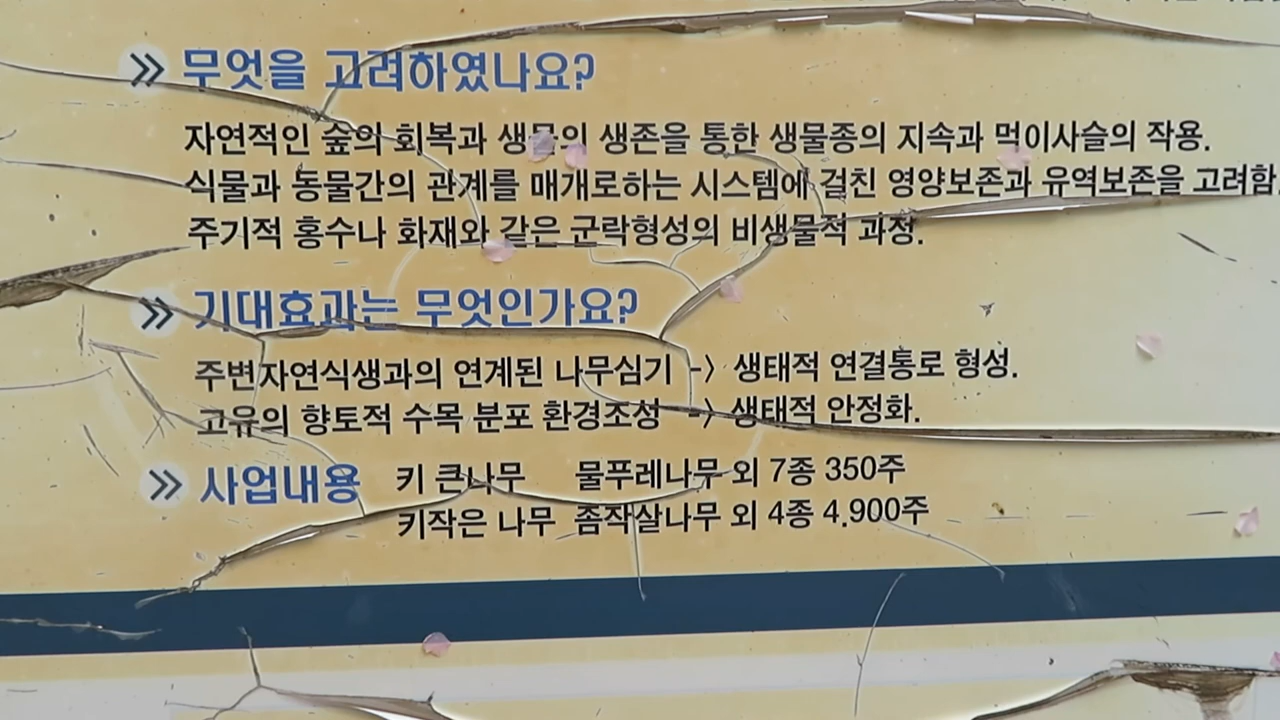 » 무엇을 고려하였나요?
자연적인 숲의 회복과 생물의 생존을 통한 생물종의 지속과 먹이사슬의 작용.
식물과 동물간의 관계를 매개로하는 시스템에 걸친 영양보존과 유역보존을 고려함.
주기적 홍수나 화재와 같은 군락형성의 비생물적 과정.
» 기대효과는 무엇인가요?
주변자연식생과의 연계된 나무심기 -> 생태적 연결통로 형성.
고유의 향토적 수목 분포 환경조성 -> 생태적 안정화.
» 사업내용 키 큰나무 물푸레나무 외 7종 350주
키작은 나무 좀작살나무 외 4종 4.900주